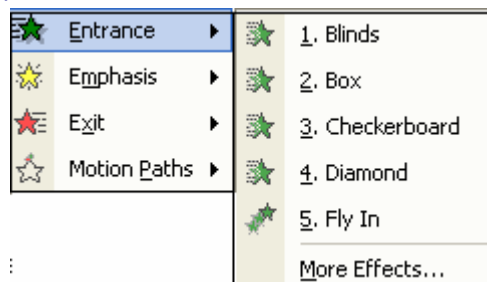 Entrance
Emphasis
Exit
Motion Paths
1. Blinds
2. Box
3. Checkerboard
4. Diamond
5. Fly In
More Effects...